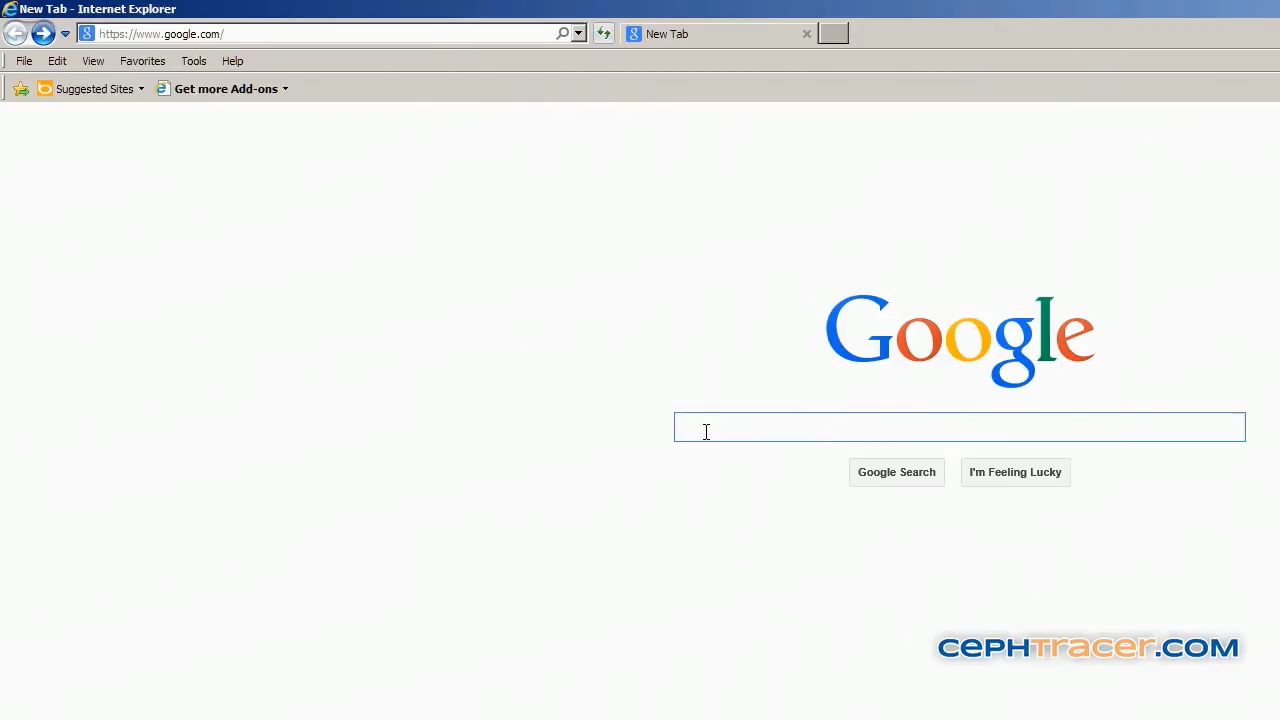 New Tab - Internet Explorer
https://www.google.com/
New Tab
File Edit View Favorites Tools Help
Suggested Sites Get more Add-ons
Google
Google Search I'm Feeling Lucky
CEPHTRACER.COM